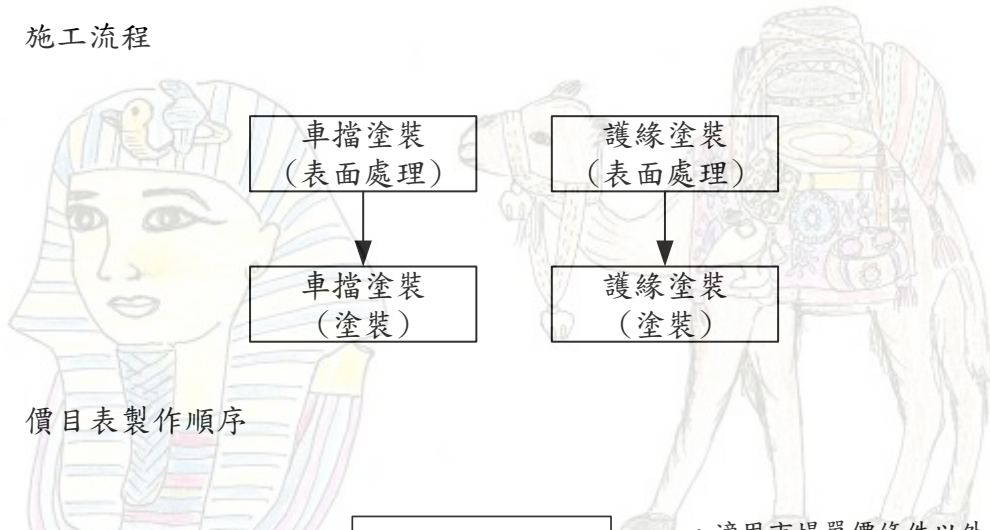 施工流程
車擋塗裝
（表面處理）
護緣塗裝
（表面處理）
車擋塗裝
（塗裝）
護緣塗裝
（塗裝）
價目表製作順序